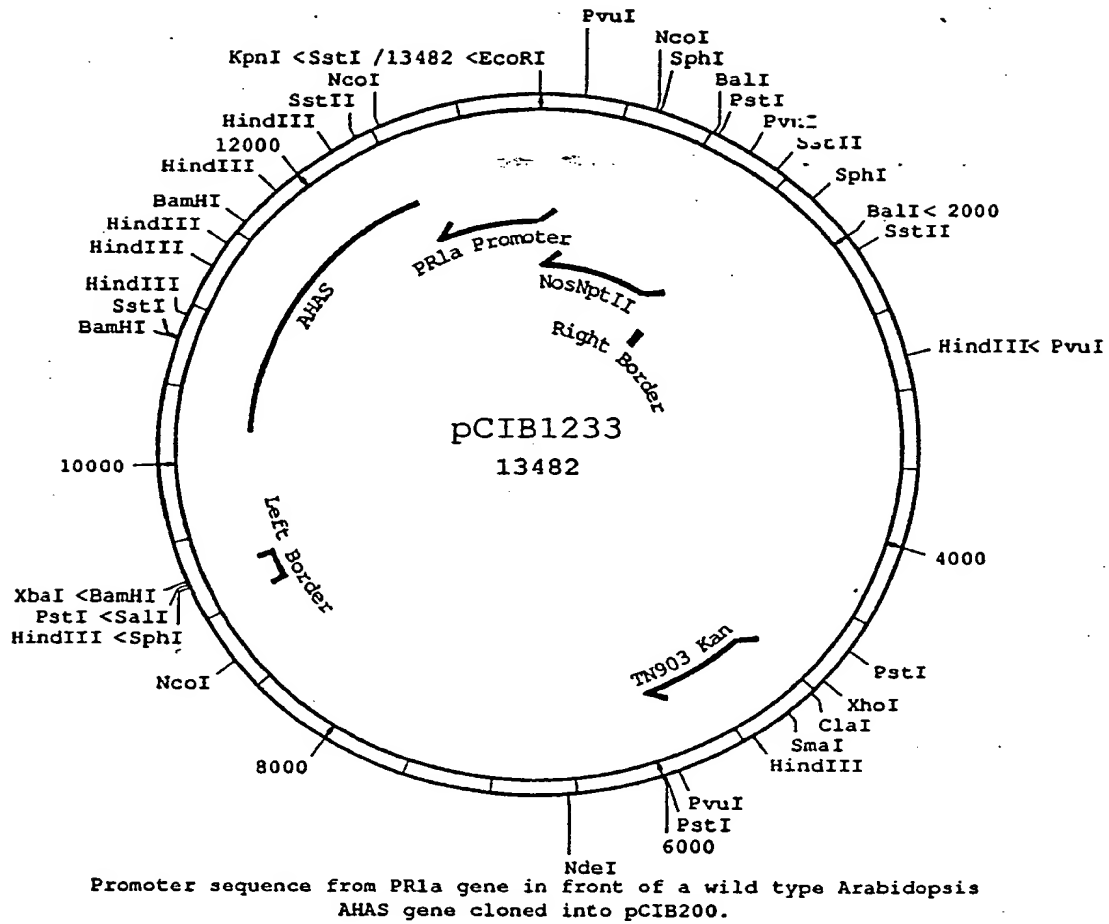 PvuI
NcoI
SphI
BalI
PstI
SstII
SphI
BalI< 2000
SstII
HindIII< PvuI
4000
PstI
XhoI
ClaI
SmaI
HindIII
PvuI
PstI
6000
NdeI
8000
NcoI
HindIII <SphI
PstI <SalI
XbaI <BamHI
10000
BamHI
SstI
HindIII
HindIII
HindIII
BamHI
HindIII
12000
HindIII
SstII
NcoI
KpnI <SstI /13482 <EcoRI
PR1a Promoter
NosNptII
Right Border
AHAS
pCIB1233
13482
Left Border
TN903 Kan
Promoter sequence from PR1a gene in front of a wild type Arabidopsis
AHAS gene cloned into pCIB200.